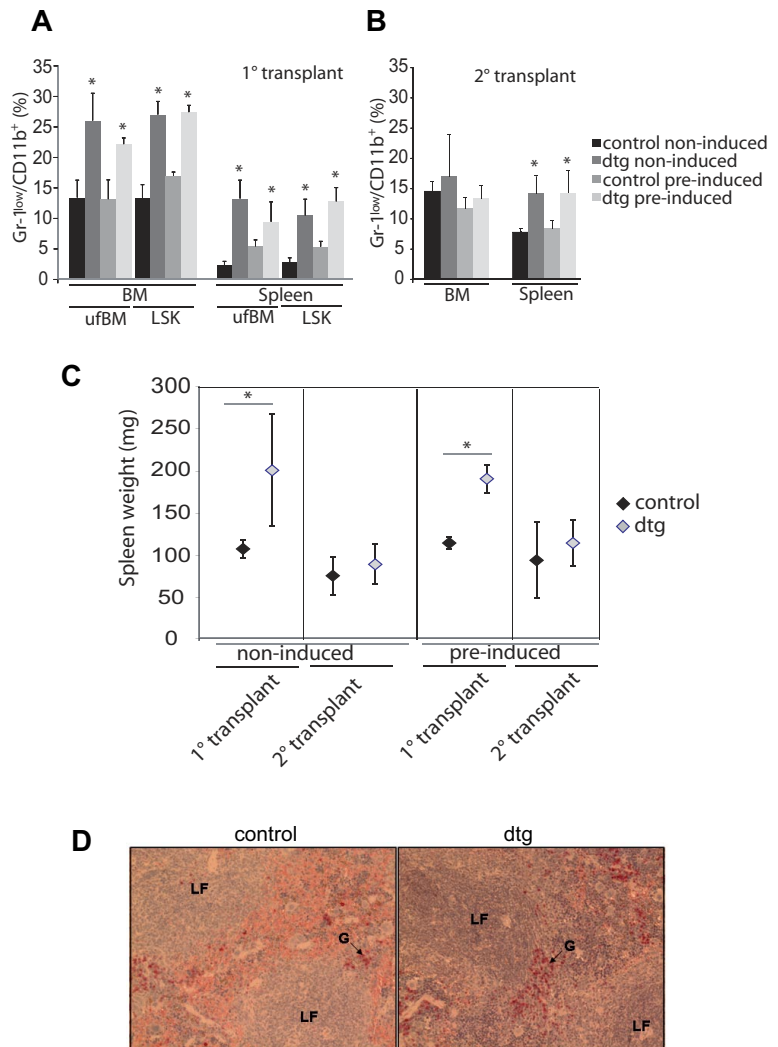 A
Gr-1low/CD11b+ (%)
35
30
25
20
15
10
5
0
1° transplant
* * * * * * * *
BM Spleen
ufBM LSK ufBM LSK
B
Gr-1low/CD11b+ (%)
35
30
25
20
15
10
5
0
2° transplant
* *
BM Spleen
control non-induced
dtg non-induced
control pre-induced
dtg pre-induced
C
Spleen weight (mg)
300
250
200
150
100
50
0
* *
control
dtg
non-induced pre-induced
1° transplant 2° transplant 1° transplant 2° transplant
D
control dtg
LF G LF
LF G LF